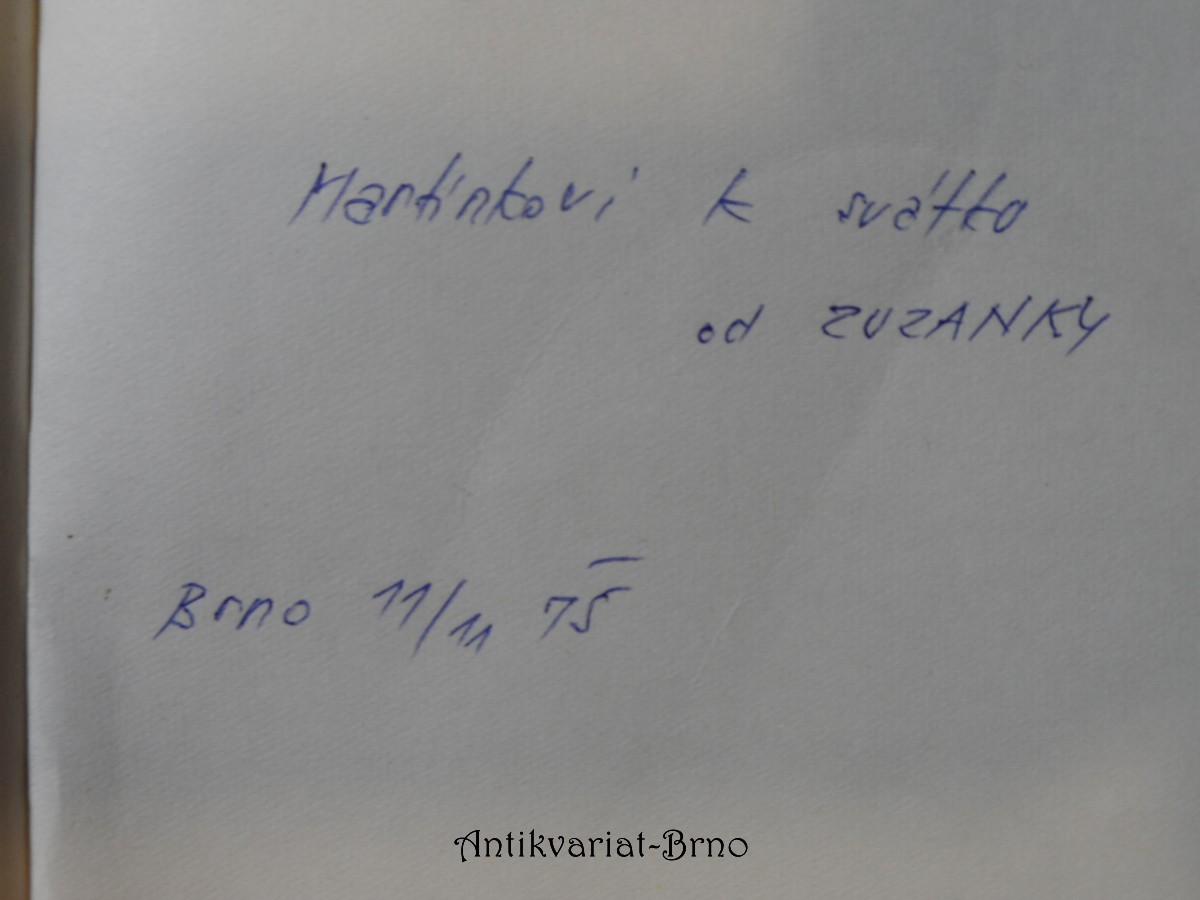 Martínkovi k svátku
od ZUZANKY
Brno 11/11 75
Antikvariat-Brno